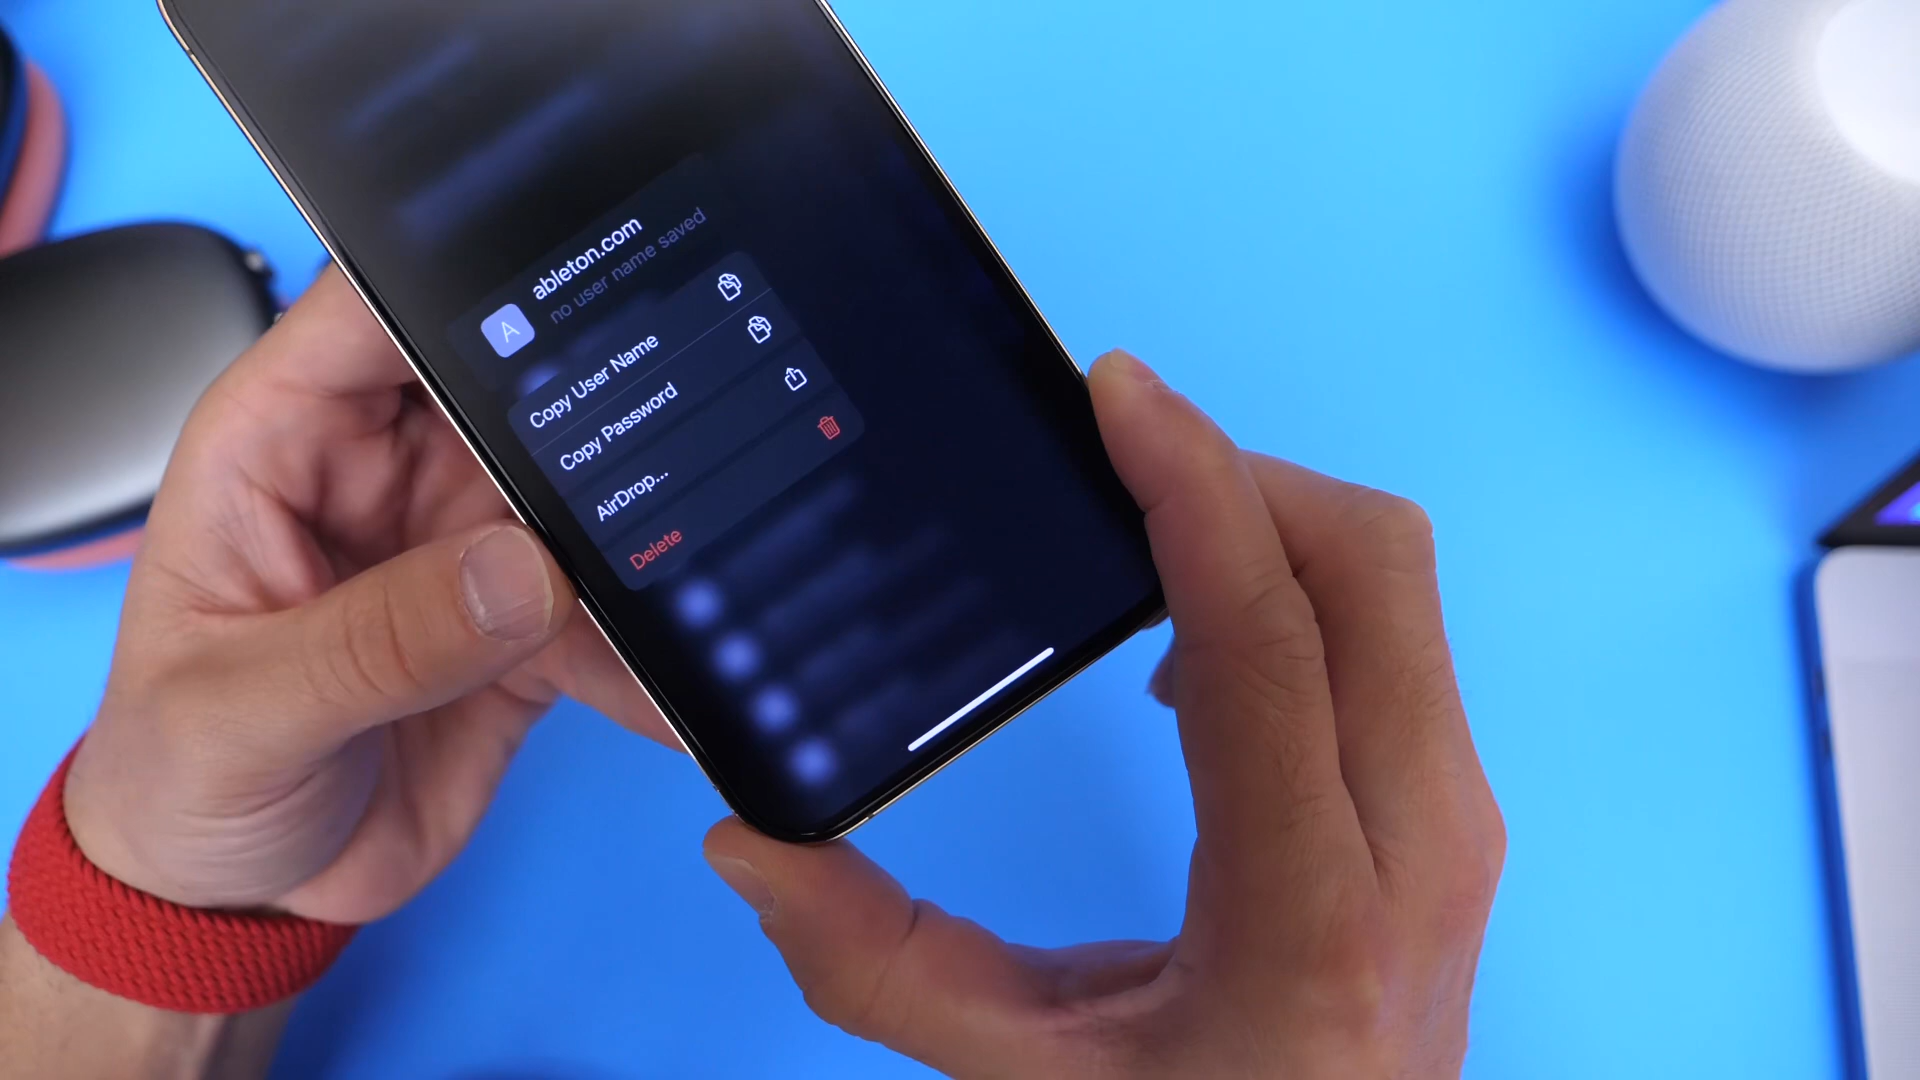 A
ableton.com
no user name saved
Copy User Name
Copy Password
AirDrop...
Delete